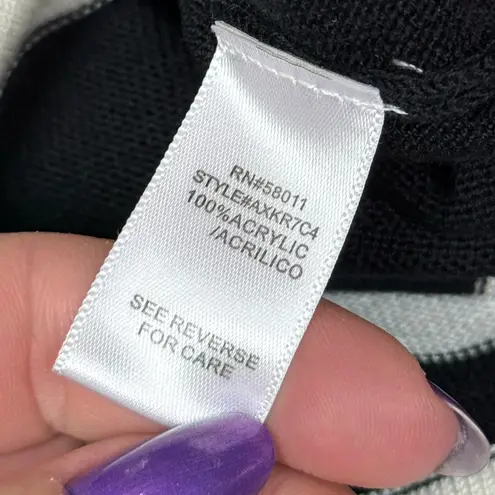 RN#58011
STYLE#AXKR7C4
100%ACRYLIC
/ACRILICO
SEE REVERSE
FOR CARE